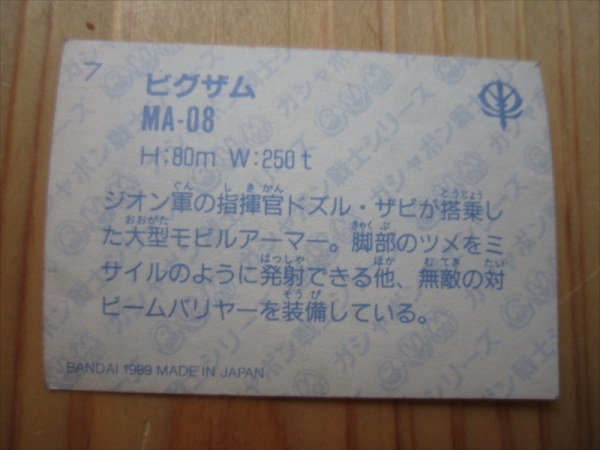 7
ビグザム
MA-08
H:80m W:250t
ジオン軍の指揮官ドズル・ザビが搭乗し
た大型モビルアーマー。脚部のツメをミ
サイルのように発射できる他、無敵の対
ビームバリヤーを装備している。
BANDAI 1989 MADE IN JAPAN